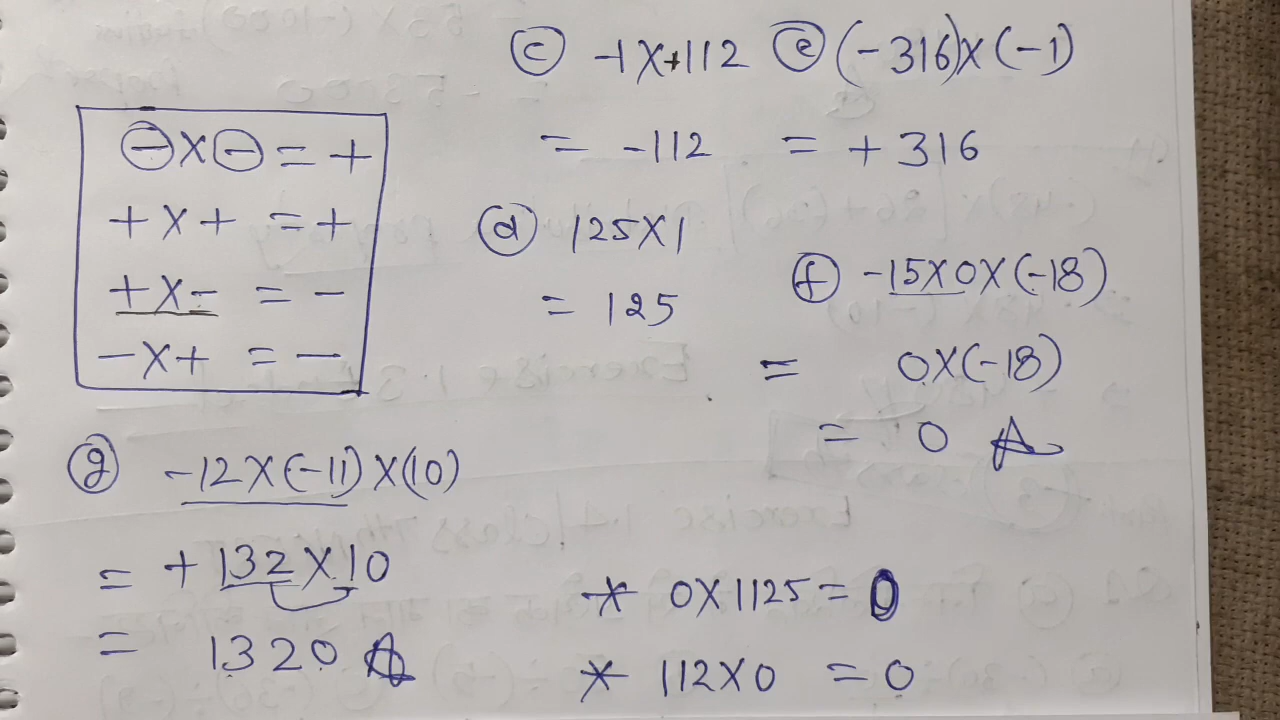 ⓒ -1×+112
= -112
ⓔ (-316)×(-1)
= +316
⊖×⊖ = +
+×+ = +
+×- = -
-×+ = -
ⓓ 125×1
= 125
ⓕ -15×0×(-18)
= 0×(-18)
= 0
ⓖ -12×(-11)×(10)
= +132×10
= 1320
* 0×1125 = 0
* 112×0 = 0